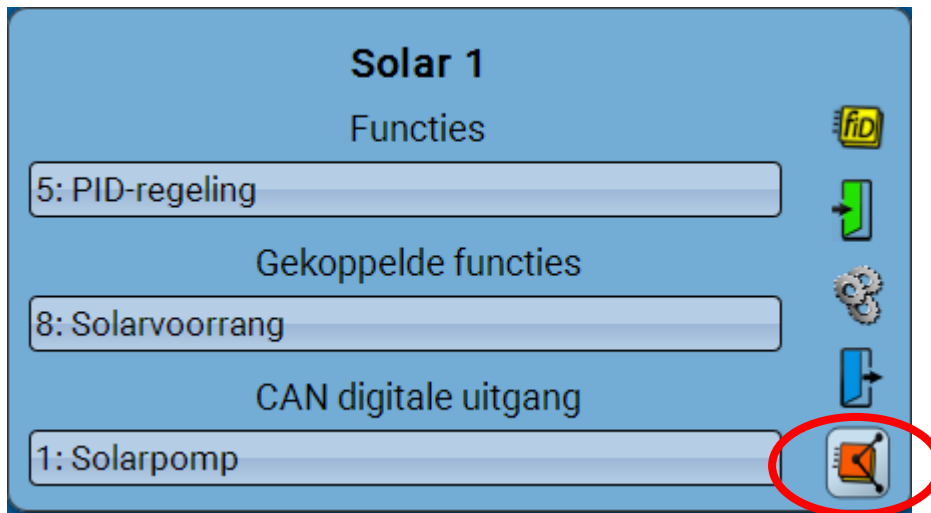 Solar 1
Functies
fiD
5: PID-regeling
Gekoppelde functies
8: Solarvoorrang
CAN digitale uitgang
1: Solarpomp